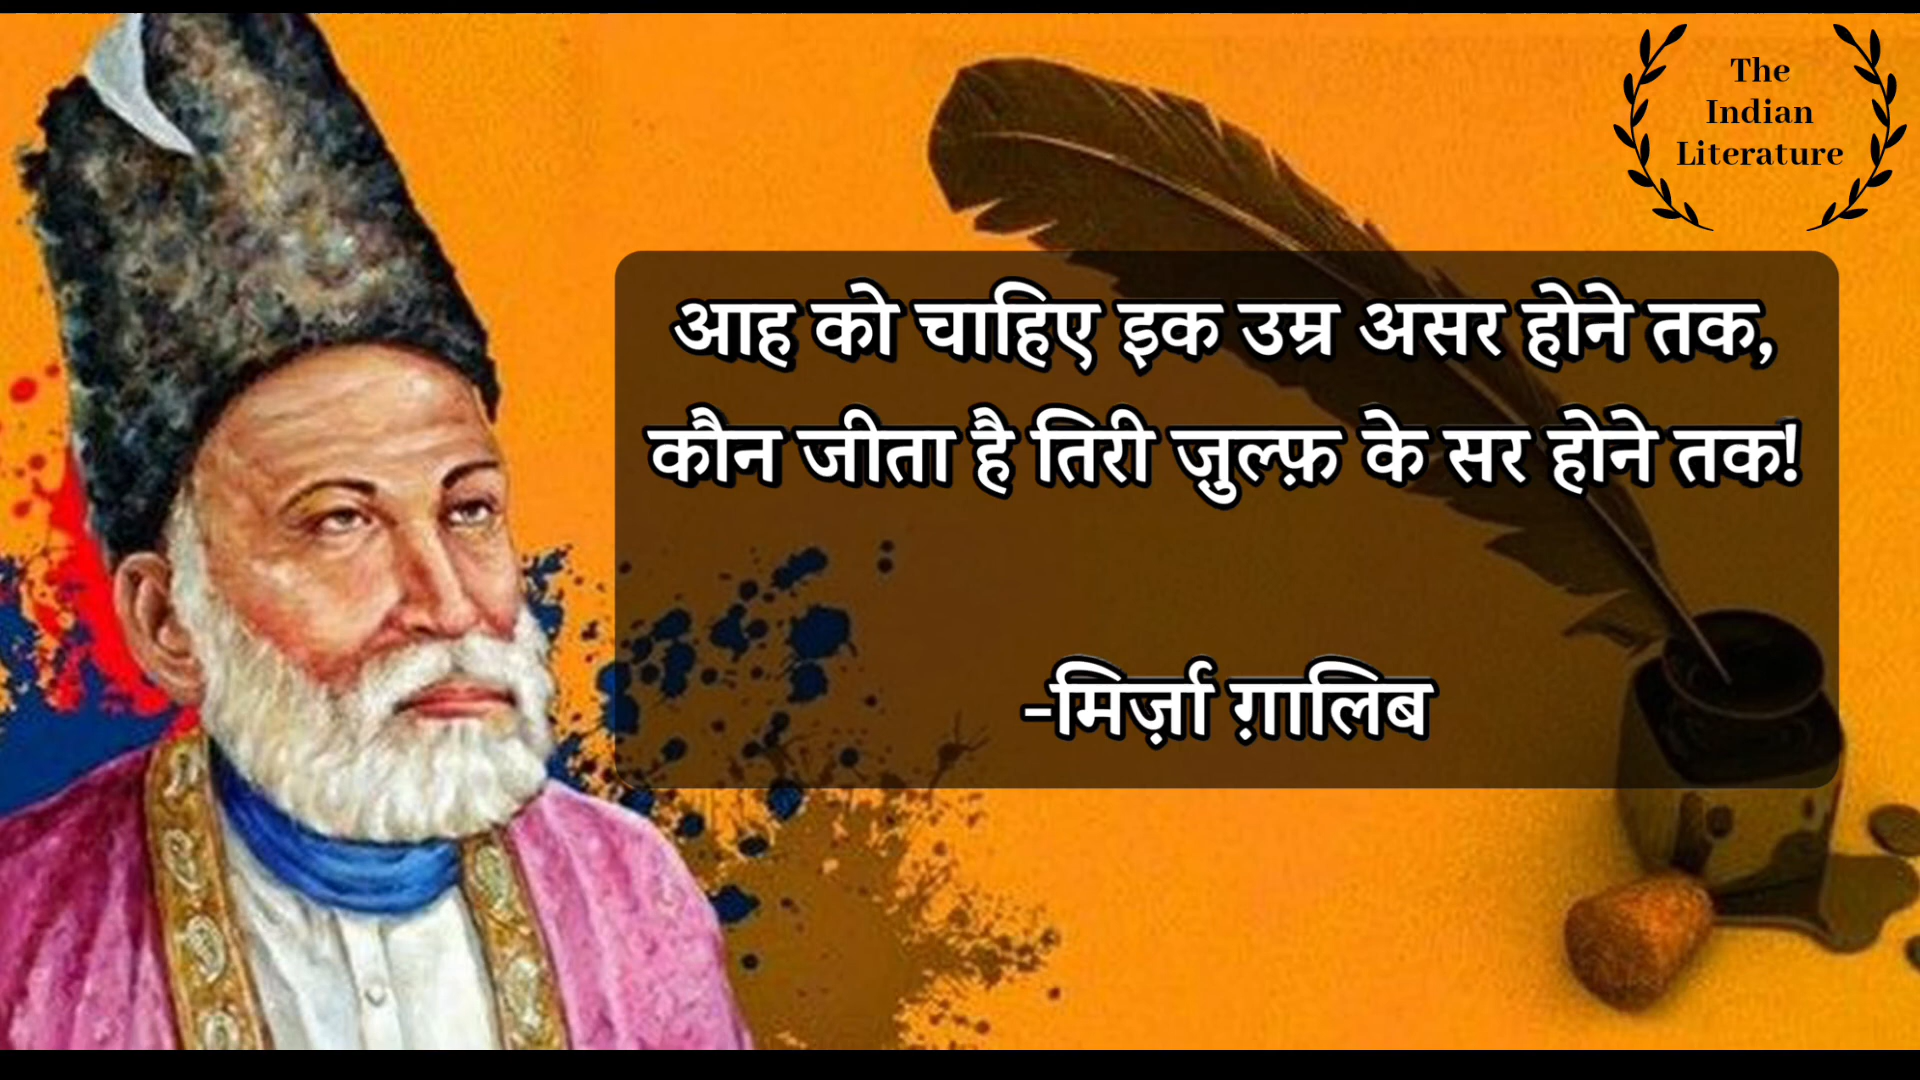 The
Indian
Literature
आह को चाहिए इक उम्र असर होने तक,
कौन जीता है तिरी ज़ुल्फ़ के सर होने तक!
-मिर्ज़ा ग़ालिब